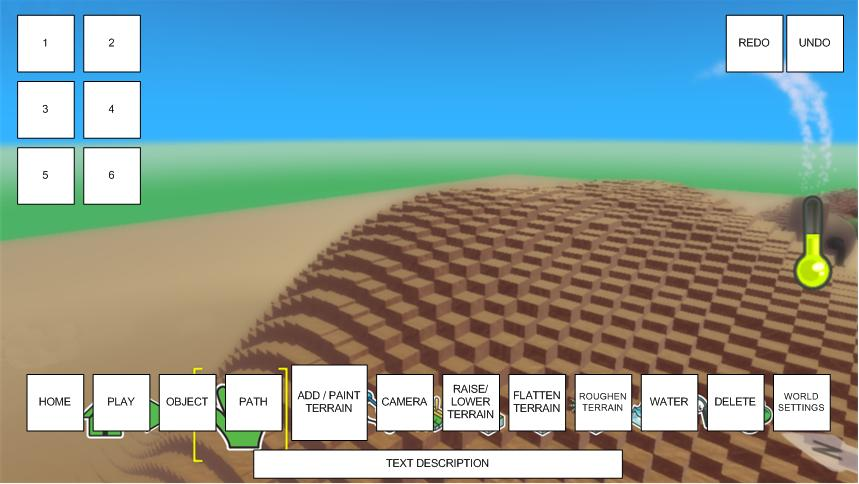 1
2
REDO
UNDO
3
4
5
6
HOME
PLAY
OBJECT
PATH
ADD / PAINT
TERRAIN
CAMERA
RAISE/
LOWER
TERRAIN
FLATTEN
TERRAIN
ROUGHEN
TERRAIN
WATER
DELETE
WORLD
SETTINGS
N
TEXT DESCRIPTION